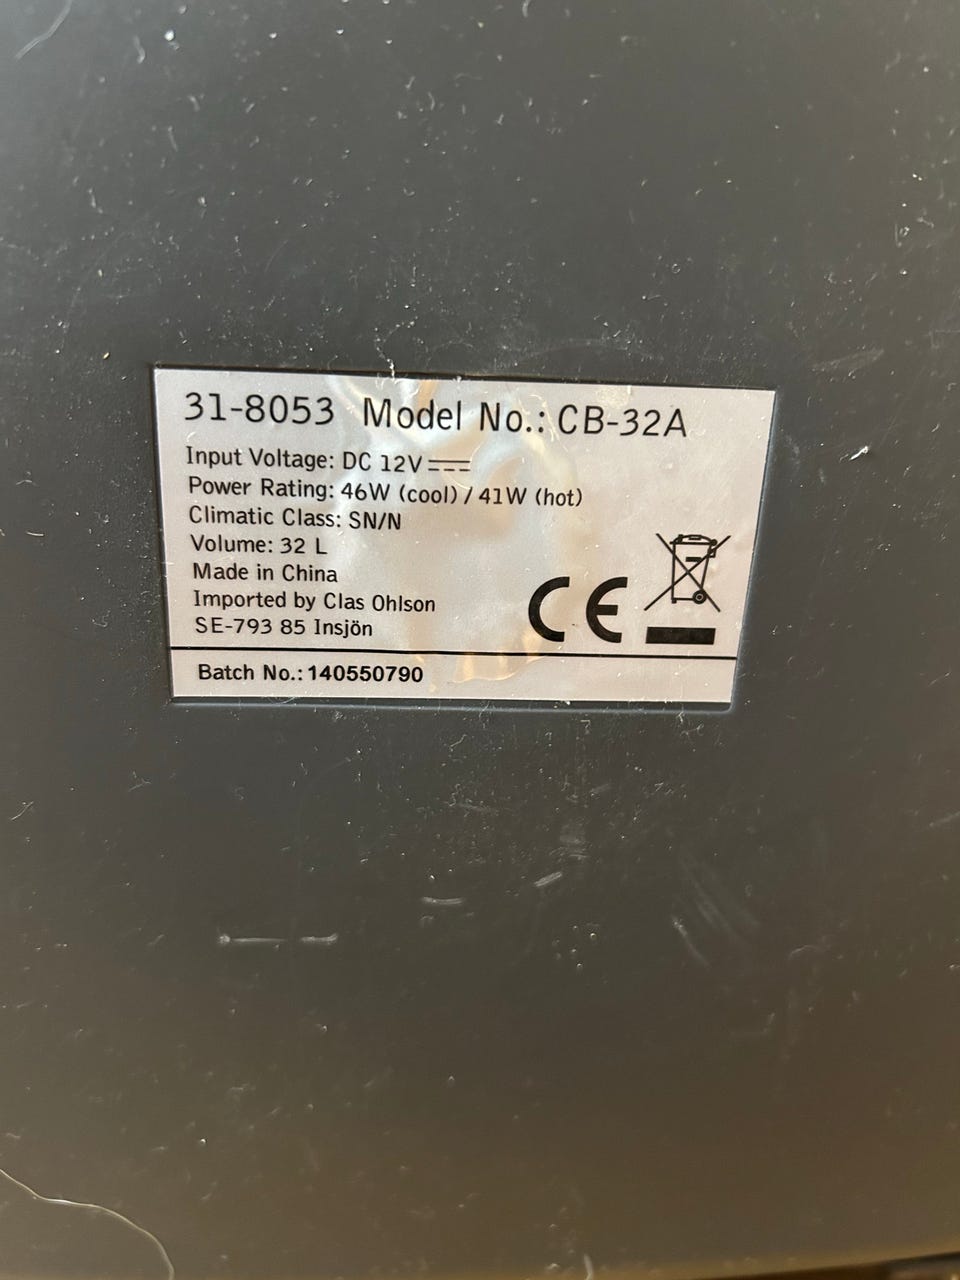 31-8053 Model No.: CB-32A
Input Voltage: DC 12V ⎓
Power Rating: 46W (cool) / 41W (hot)
Climatic Class: SN/N
Volume: 32 L
Made in China
Imported by Clas Ohlson
SE-793 85 Insjön
CE
Batch No.: 140550790